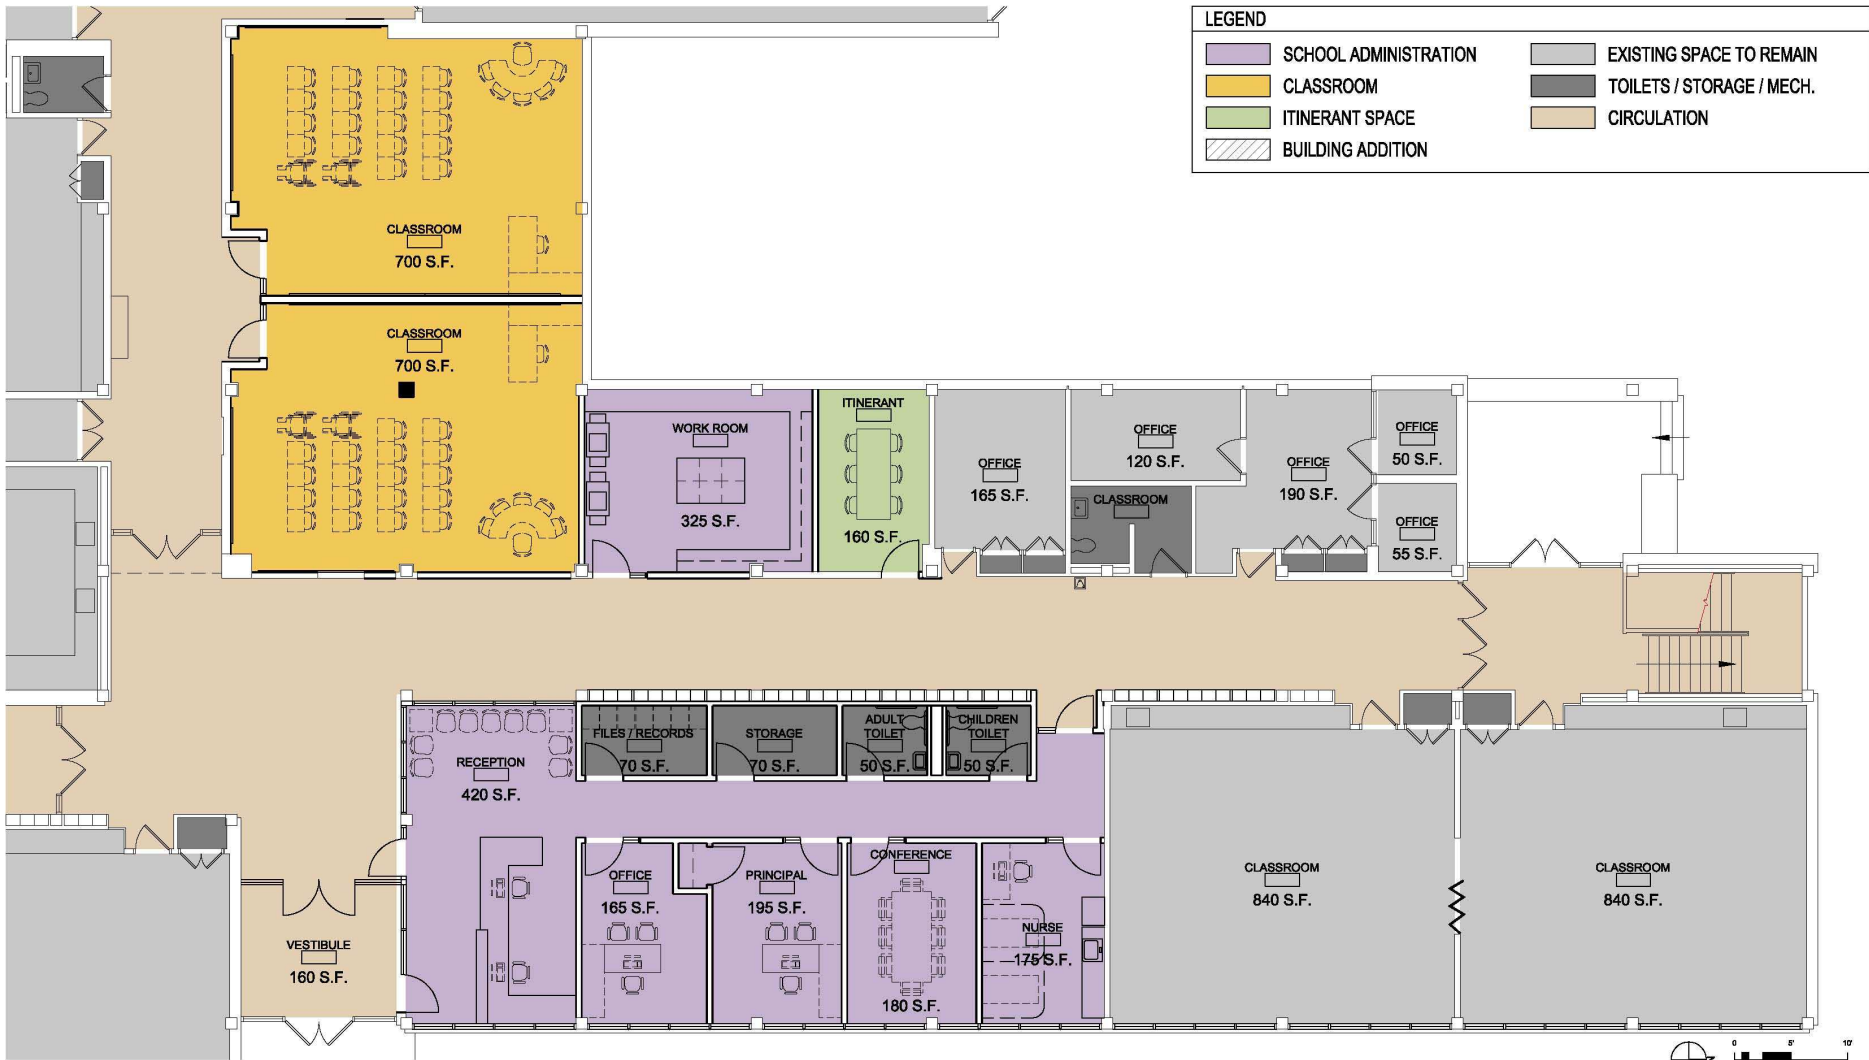 LEGEND
SCHOOL ADMINISTRATION
CLASSROOM
ITINERANT SPACE
BUILDING ADDITION
EXISTING SPACE TO REMAIN
TOILETS / STORAGE / MECH.
CIRCULATION
CLASSROOM
700 S.F.
CLASSROOM
700 S.F.
WORK ROOM
325 S.F.
ITINERANT
160 S.F.
OFFICE
165 S.F.
OFFICE
120 S.F.
CLASSROOM
OFFICE
190 S.F.
OFFICE
50 S.F.
OFFICE
55 S.F.
RECEPTION
420 S.F.
FILES / RECORDS
70 S.F.
STORAGE
70 S.F.
ADULT
TOILET
50 S.F.
CHILDREN
TOILET
50 S.F.
OFFICE
165 S.F.
PRINCIPAL
195 S.F.
CONFERENCE
180 S.F.
NURSE
175 S.F.
CLASSROOM
840 S.F.
CLASSROOM
840 S.F.
VESTIBULE
160 S.F.
0 5' 10'